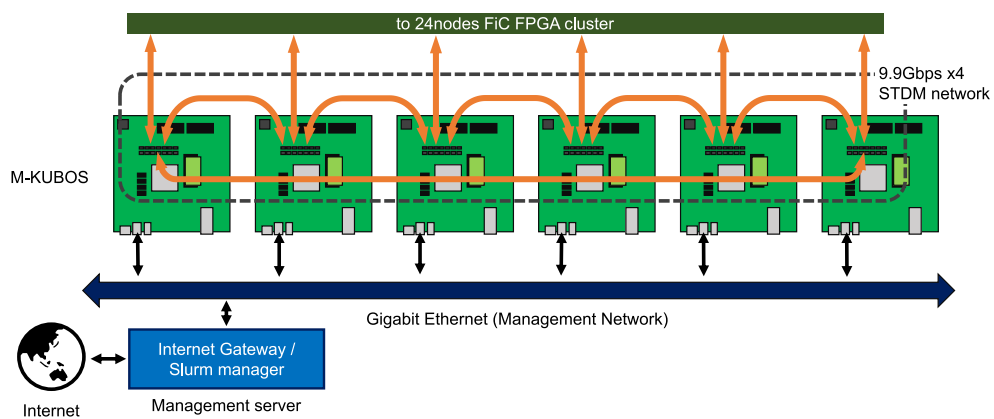 to 24nodes FiC FPGA cluster
9.9Gbps x4
STDM network
M-KUBOS
Gigabit Ethernet (Management Network)
Internet Gateway /
Slurm manager
Internet
Management server